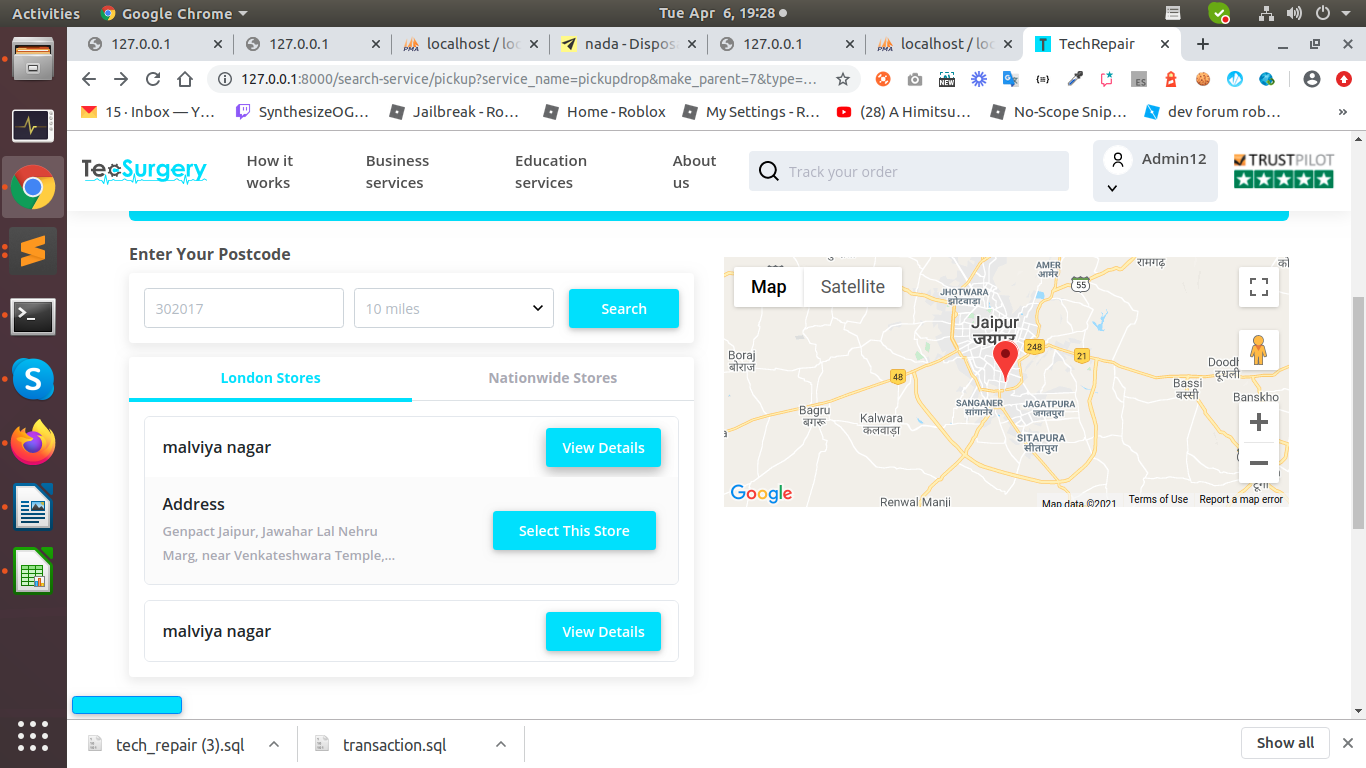 Activities
Google Chrome
Tue Apr 6, 19:28
127.0.0.1
127.0.0.1
localhost / loc
nada - Dispos
127.0.0.1
localhost / loc
TechRepair
127.0.0.1:8000/search-service/pickup?service_name=pickupdrop&make_parent=7&type=...
NEW
ES
15 · Inbox — Y...
SynthesizeOG...
Jailbreak - Ro...
Home - Roblox
My Settings - R...
(28) A Himitsu...
No-Scope Snip...
dev forum rob...
»
TecSurgery
How it
works
Business
services
Education
services
About
us
Track your order
Admin12
TRUSTPILOT
Enter Your Postcode
302017
10 miles
Search
London Stores
Nationwide Stores
malviya nagar
View Details
Address
Genpact Jaipur, Jawahar Lal Nehru
Marg, near Venkateshwara Temple,...
Select This Store
malviya nagar
View Details
Map
Satellite
AMER
आमेर
रामगढ़
55
JHOTWARA
झोटवाड़ा
Jaipur
जयपुर
248
21
Boraj
बोराज
48
Doodh
दूधली
Bassi
बस्सी
Banskho
SANGANER
सांगानेर
JAGATPURA
जगतपुरा
Bagru
बगरू
Kalwara
कलवाड़ा
SITAPURA
सीतापुरा
Renwal Manji
Google
Map data ©2021
Terms of Use
Report a map error
tech_repair (3).sql
transaction.sql
Show all